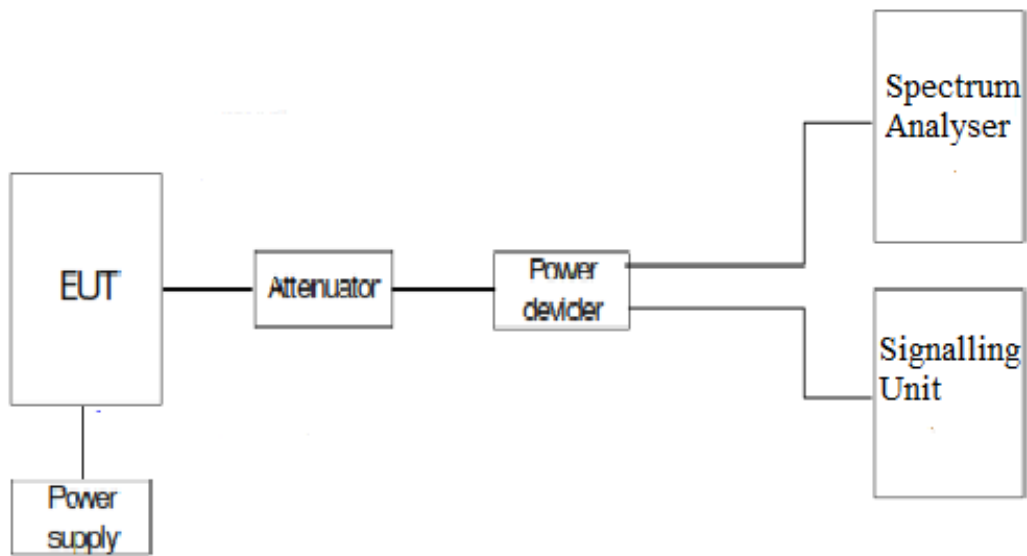 Spectrum
Analyser
EUT
Attenuator
Power
devider
Signalling
Unit
Power
supply